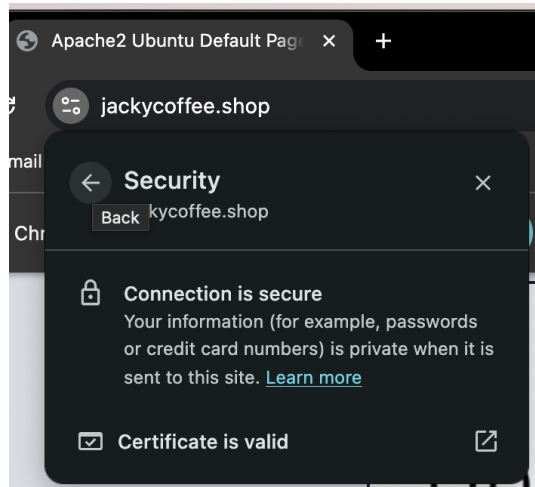 Apache2 Ubuntu Default Page
jackycoffee.shop
mail
Security
Back
kycoffee.shop
Chr
Connection is secure
Your information (for example, passwords
or credit card numbers) is private when it is
sent to this site. Learn more
Certificate is valid